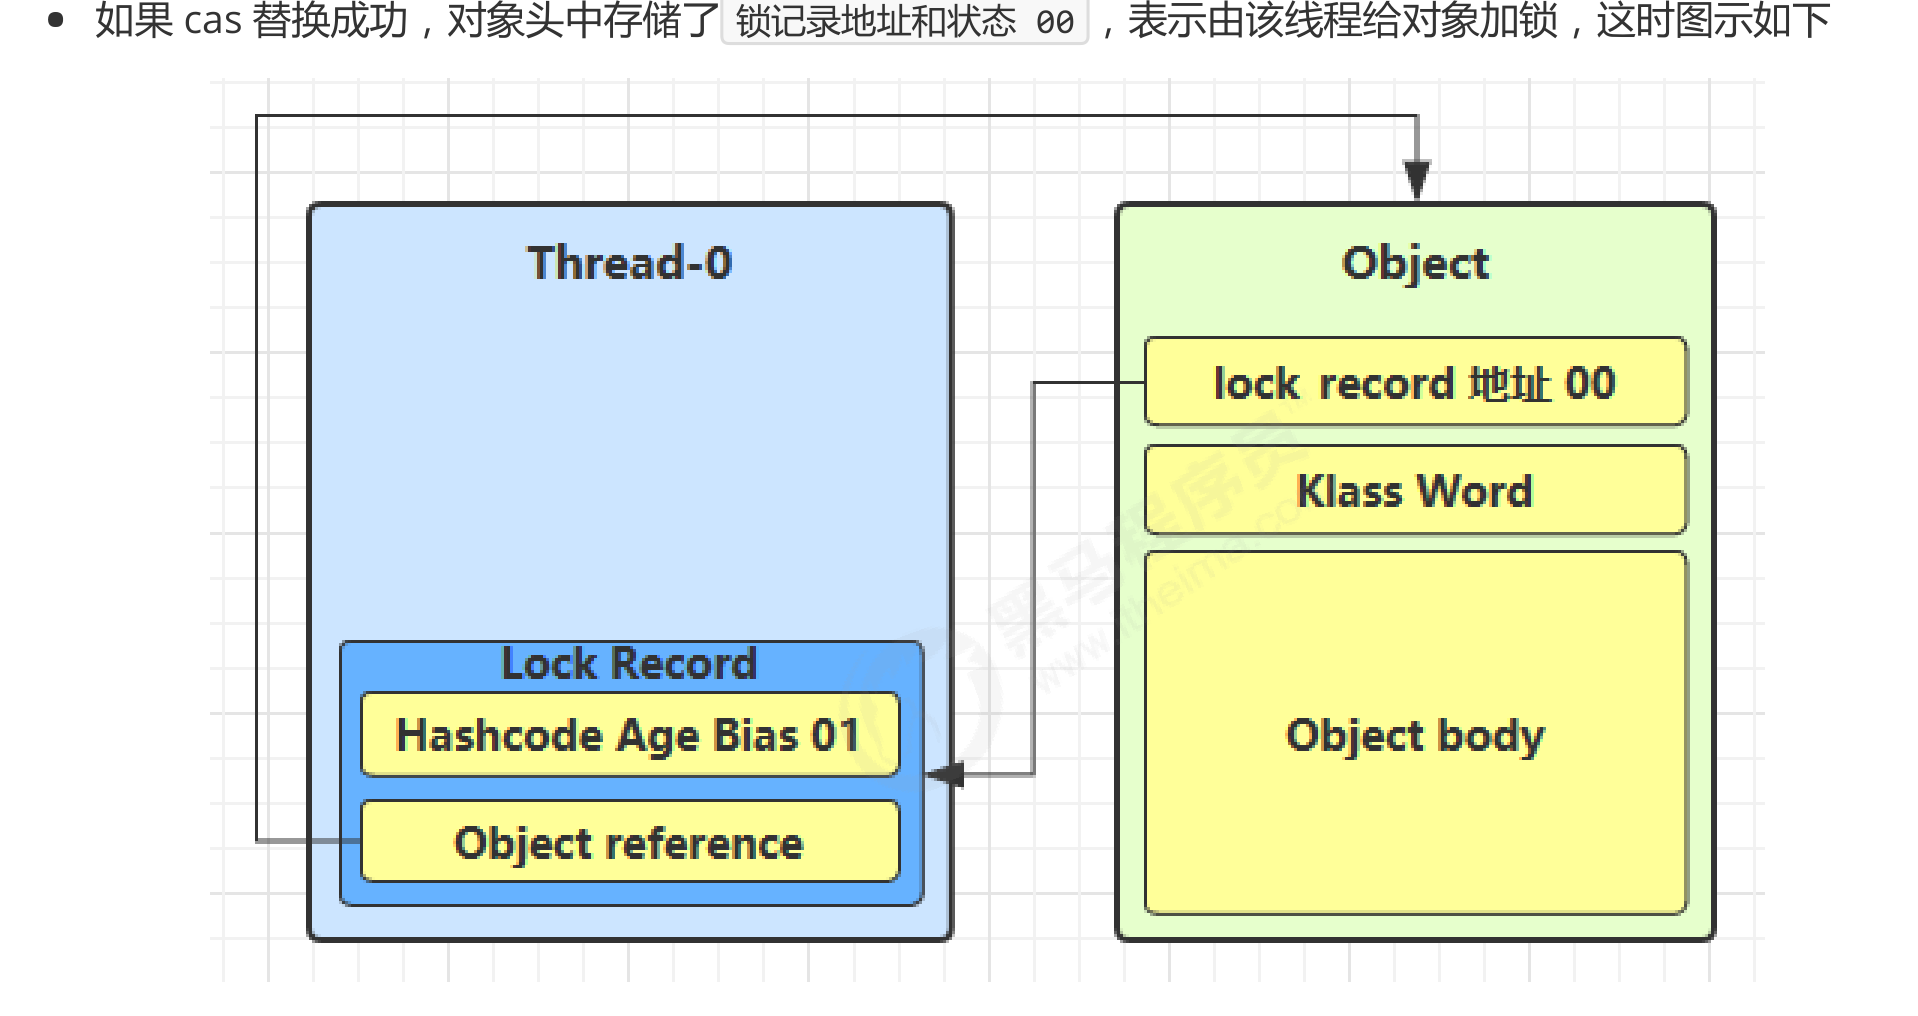 如果 cas 替换成功，对象头中存储了 锁记录地址和状态 00 ，表示由该线程给对象加锁，这时图示如下
Thread-0
Object
lock record 地址 00
Klass Word
Lock Record
Hashcode Age Bias 01
Object body
Object reference
黑马程序员
www.itheima.co